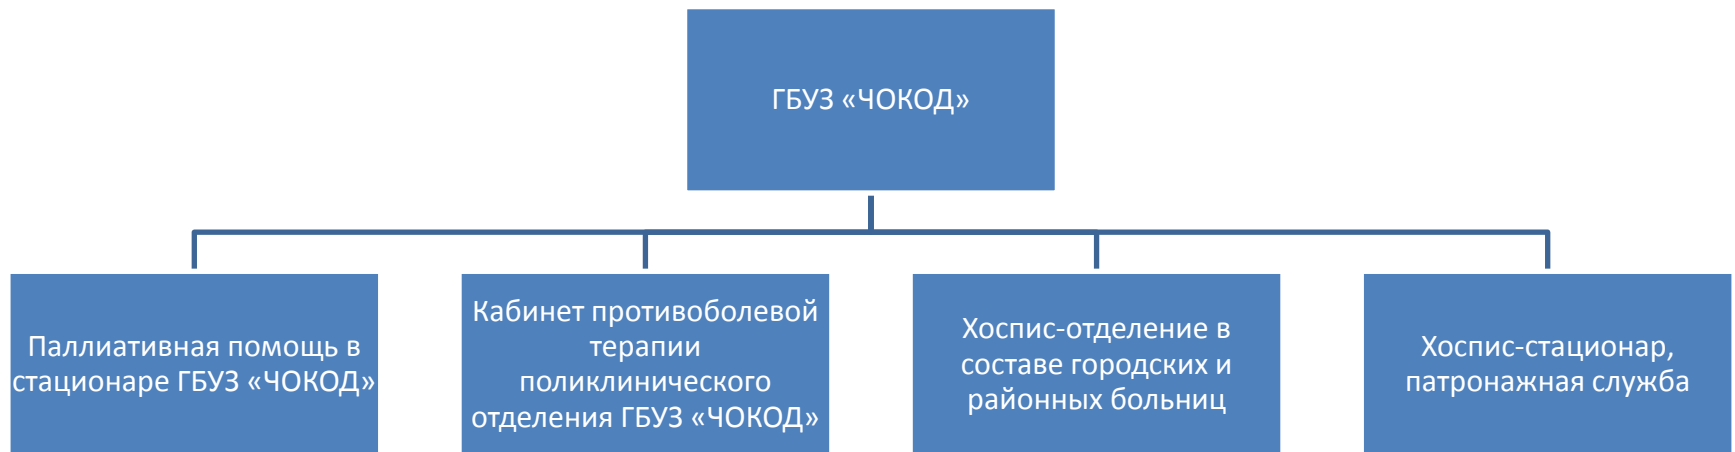 ГБУЗ «ЧОКОД»
Паллиативная помощь в
стационаре ГБУЗ «ЧОКОД»
Кабинет противоболевой
терапии
поликлинического
отделения ГБУЗ «ЧОКОД»
Хоспис-отделение в
составе городских и
районных больниц
Хоспис-стационар,
патронажная служба